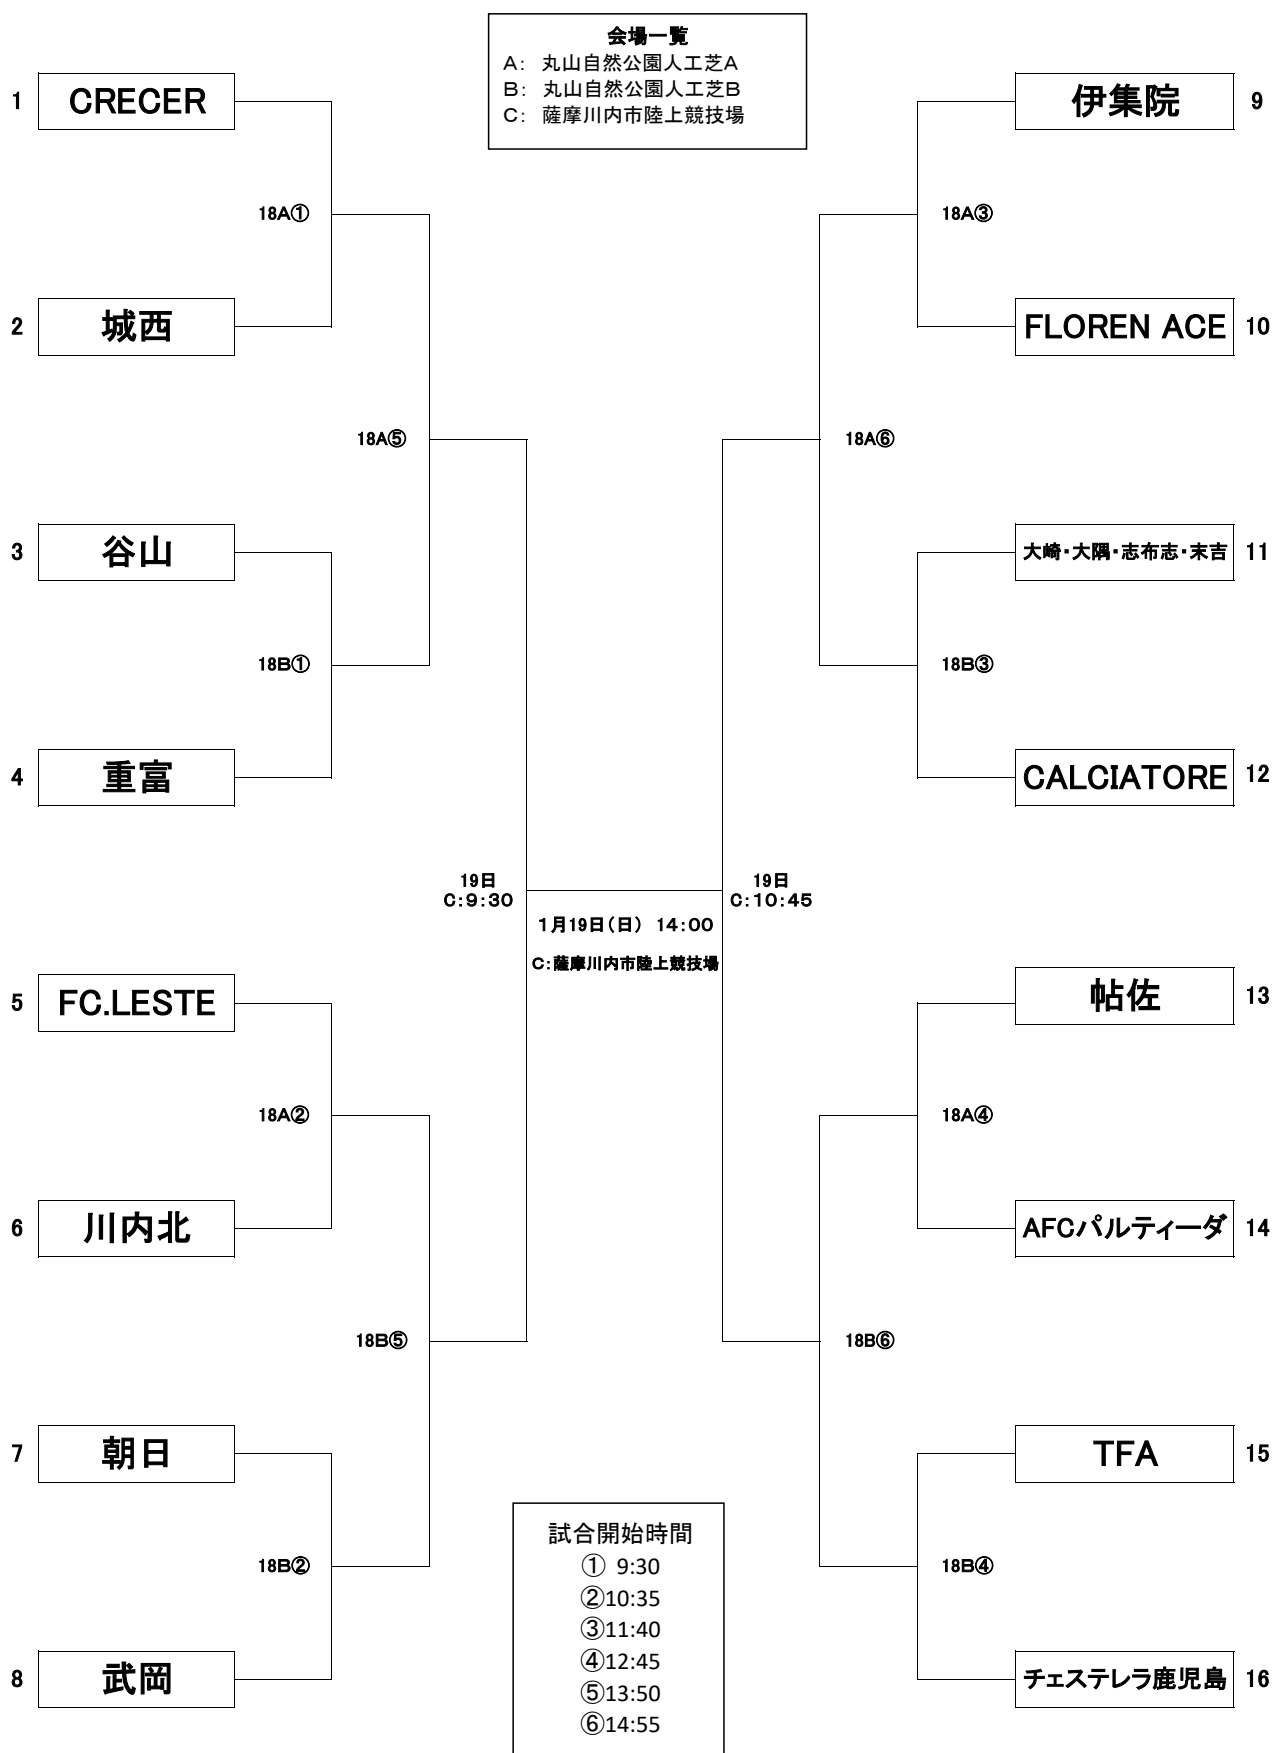 会場一覧
A： 丸山自然公園人工芝A
B： 丸山自然公園人工芝B
C： 薩摩川内市陸上競技場
1 CRECER
18A①
2 城西
18A⑤
3 谷山
18B①
4 重富
19日
C：9：30
5 FC.LESTE
18A②
6 川内北
18B⑤
7 朝日
18B②
8 武岡
1月19日（日） 14：00
C：薩摩川内市陸上競技場
伊集院 9
18A③
FLOREN ACE 10
18A⑥
大崎・大隅・志布志・末吉 11
18B③
CALCIATORE 12
19日
C：10：45
帖佐 13
18A④
AFCパルティーダ 14
18B⑥
TFA 15
18B④
チェステレラ鹿児島 16
試合開始時間
① 9:30
②10:35
③11:40
④12:45
⑤13:50
⑥14:55